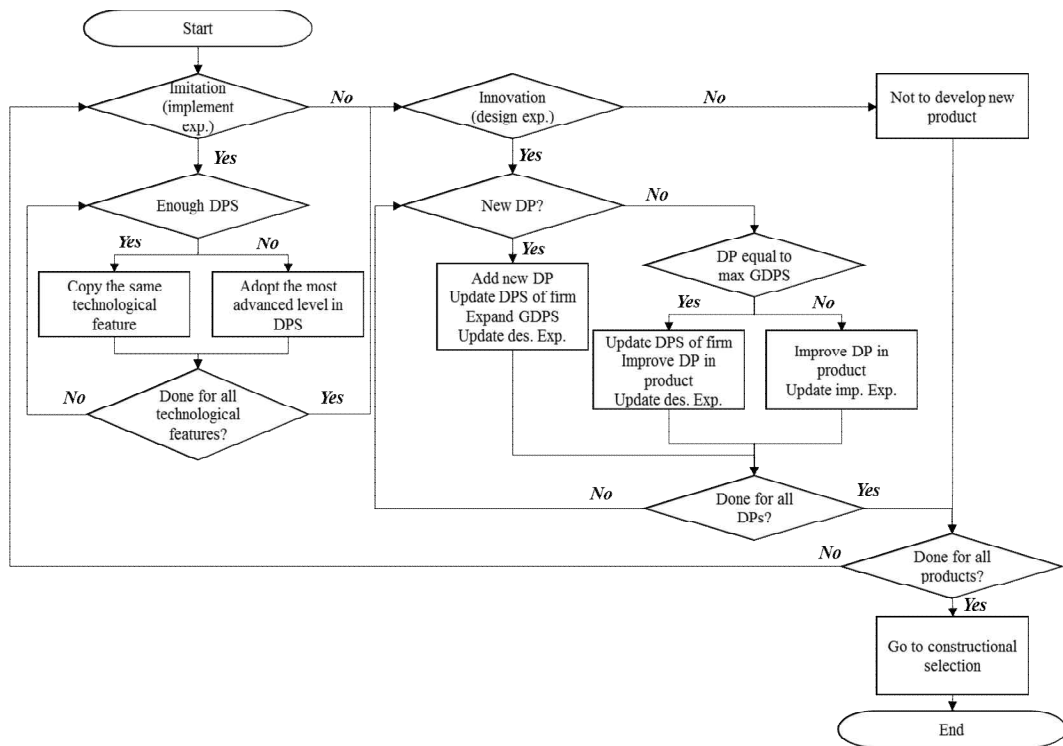 Start
Imitation
(implement
exp.)
No
Innovation
(design exp.)
No
Not to develop new
product
Yes
Yes
Enough DPS
New DP?
No
Yes
No
Yes
DP equal to
max GDPS
Copy the same
technological
feature
Adopt the most
advanced level in
DPS
Add new DP
Update DPS of firm
Expand GDPS
Update des. Exp.
Yes
No
Update DPS of firm
Improve DP in
product
Update des. Exp.
Improve DP in
product
Update imp. Exp.
No
Done for all
technological
features?
Yes
No
Done for all
DPs?
Yes
No
Done for all
products?
Yes
Go to constructional
selection
End